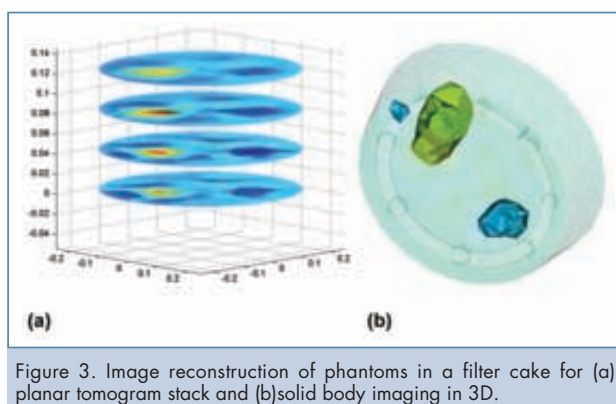 0.14
0.12
0.1
0.08
0.06
0.04
0.02
0
-0.02
-0.04
-0.2 -0.1 0 0.1 0.2 -0.2 -0.1 0 0.1 0.2
(a) (b)
Figure 3. Image reconstruction of phantoms in a filter cake for (a)
planar tomogram stack and (b)solid body imaging in 3D.